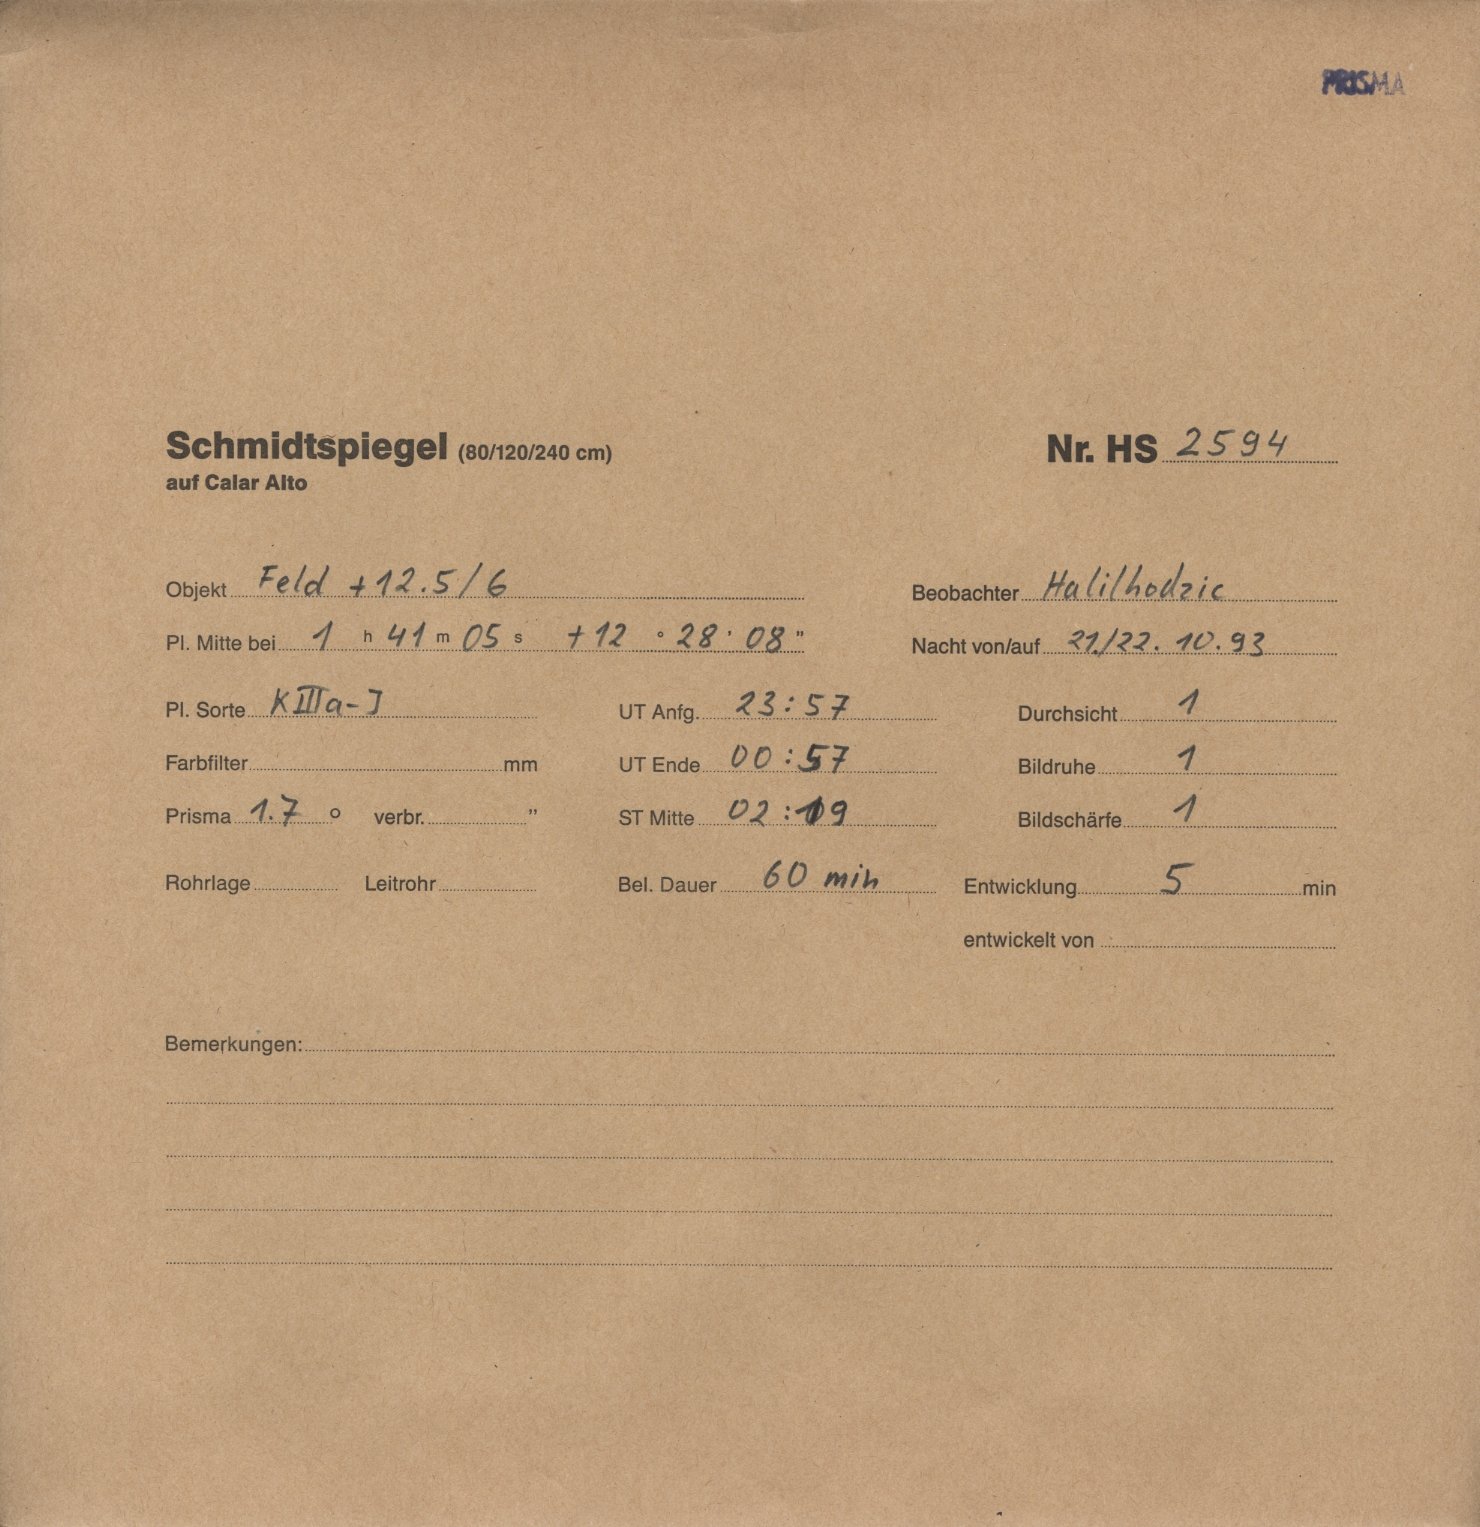 PRISMA
Schmidtspiegel (80/120/240 cm) Nr. HS 2594
auf Calar Alto
Objekt Feld +12.5/6 Beobachter Halilhodzic
Pl. Mitte bei 1 h 41 m 05 s +12 ° 28 ' 08 " Nacht von/auf 21./22. 10. 93
Pl. Sorte KIIIa-J UT Anfg. 23:57 Durchsicht 1
Farbfilter mm UT Ende 00:57 Bildruhe 1
Prisma 1.7 ° verbr. " ST Mitte 02:19 Bildschärfe 1
Rohrlage Leitrohr Bel. Dauer 60 min Entwicklung 5 min
entwickelt von
Bemerkungen: